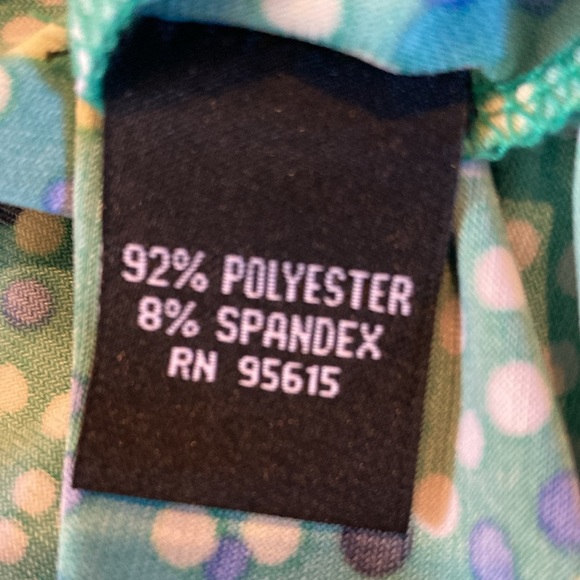 92% POLYESTER
8% SPANDEX
RN 95615